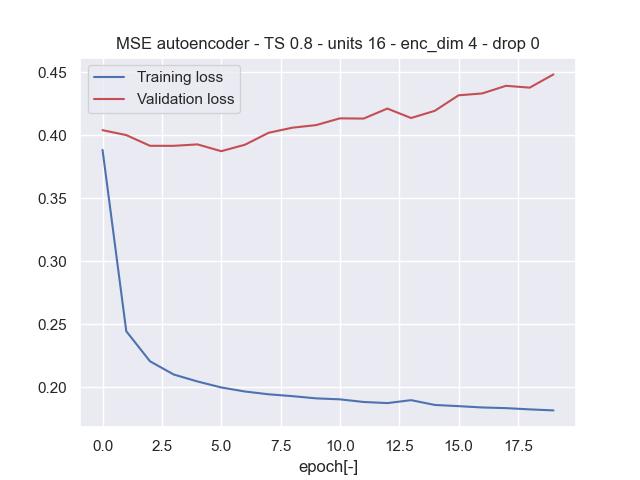 MSE autoencoder - TS 0.8 - units 16 - enc_dim 4 - drop 0
Training loss
Validation loss
0.45
0.40
0.35
0.30
0.25
0.20
0.0 2.5 5.0 7.5 10.0 12.5 15.0 17.5
epoch[-]